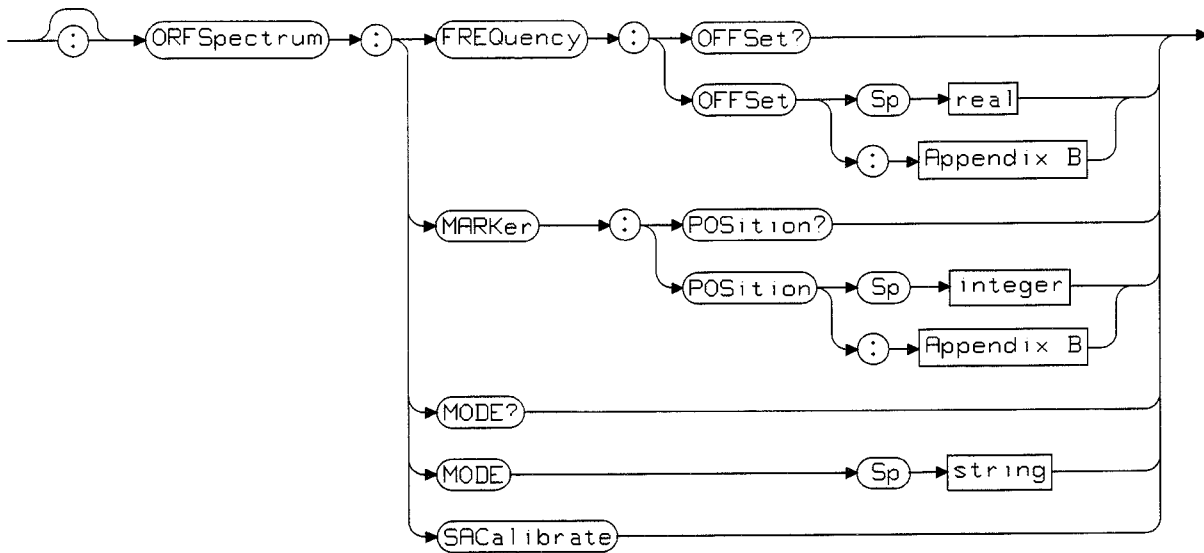 : ORFSpectrum : FREQuency : OFFSet?
OFFSet Sp real
: Appendix B
MARKer : POSition?
POSition Sp integer
: Appendix B
MODE?
MODE Sp string
SACalibrate